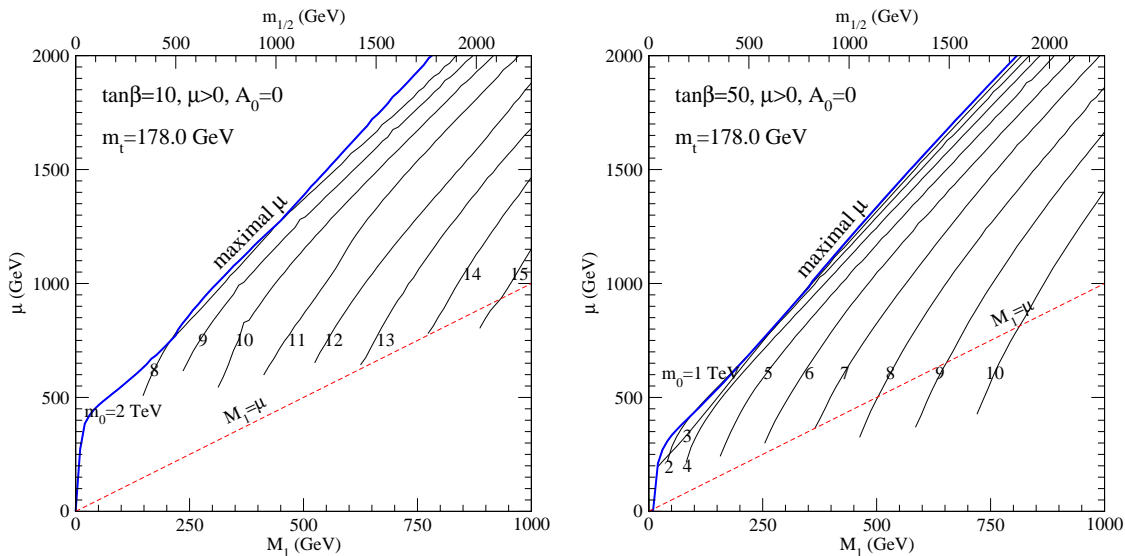 m1/2 (GeV)
0 500 1000 1500 2000
2000
tanβ=10, μ>0, A0=0
mt=178.0 GeV
1500
maximal μ
1000
μ (GeV)
14
15
9
10
11
12
13
8
500
m0=2 TeV
M1=μ
0
0 250 500 750 1000
M1 (GeV)
m1/2 (GeV)
0 500 1000 1500 2000
2000
tanβ=50, μ>0, A0=0
mt=178.0 GeV
1500
maximal μ
1000
μ (GeV)
M1=μ
m0=1 TeV
5
6
7
8
9
10
500
3
2
4
0
0 250 500 750 1000
M1 (GeV)